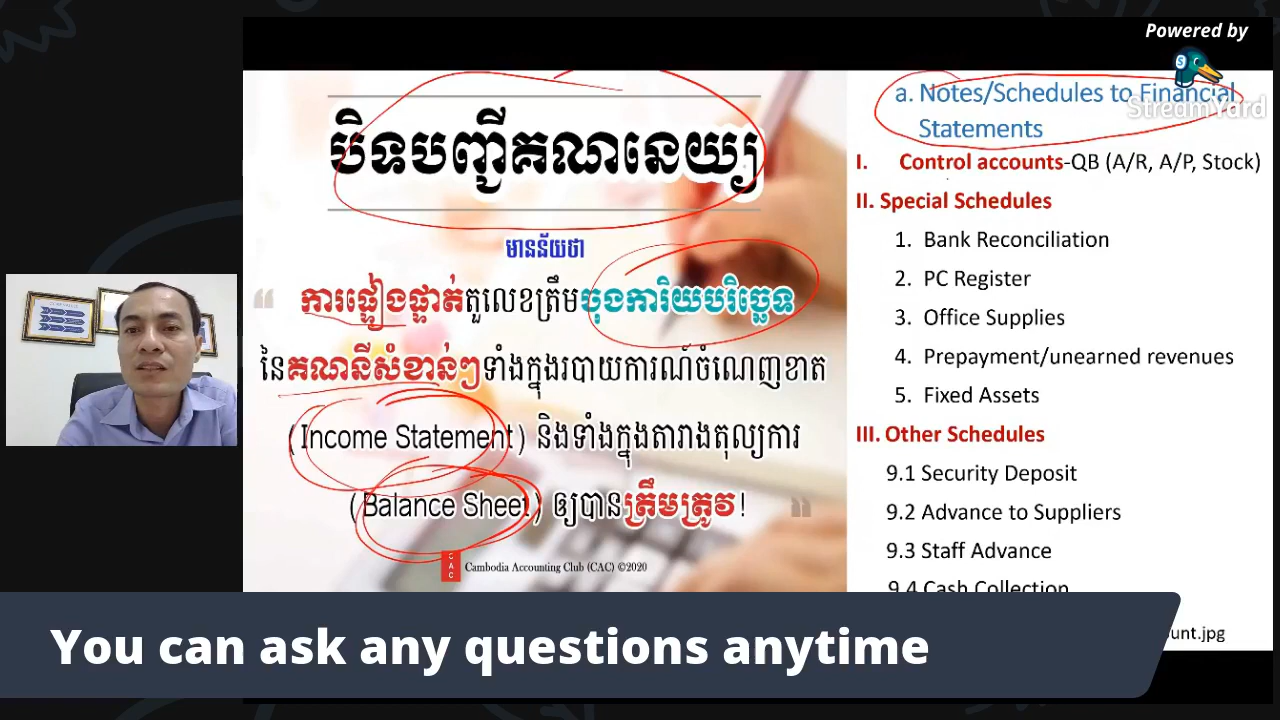 Powered by
StreamYard
បិទបញ្ជីគណនេយ្យ
មានន័យថា
“ ការផ្ទៀងផ្ទាត់តួលេខត្រឹមចុងការិយបរិច្ឆេទ
នៃគណនីសំខាន់ៗទាំងក្នុងរបាយការណ៍ចំណេញខាត
(Income Statement) និងទាំងក្នុងតារាងតុល្យការ
(Balance Sheet) ឲ្យបានត្រឹមត្រូវ! ”
CAC
Cambodia Accounting Club (CAC) ©2020
a. Notes/Schedules to Financial
Statements
I. Control accounts-QB (A/R, A/P, Stock)
II. Special Schedules
1. Bank Reconciliation
2. PC Register
3. Office Supplies
4. Prepayment/unearned revenues
5. Fixed Assets
III. Other Schedules
9.1 Security Deposit
9.2 Advance to Suppliers
9.3 Staff Advance
9.4 Cash Collection
unt.jpg
You can ask any questions anytime